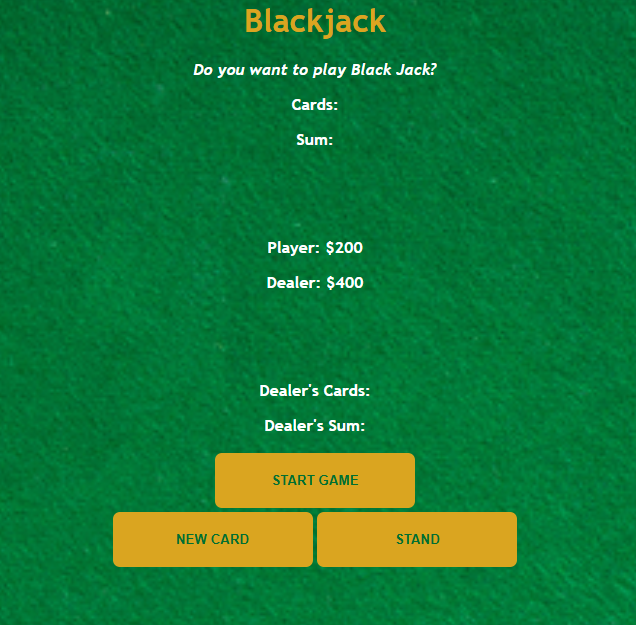 Blackjack
Do you want to play Black Jack?
Cards:
Sum:
Player: $200
Dealer: $400
Dealer's Cards:
Dealer's Sum:
START GAME
NEW CARD STAND